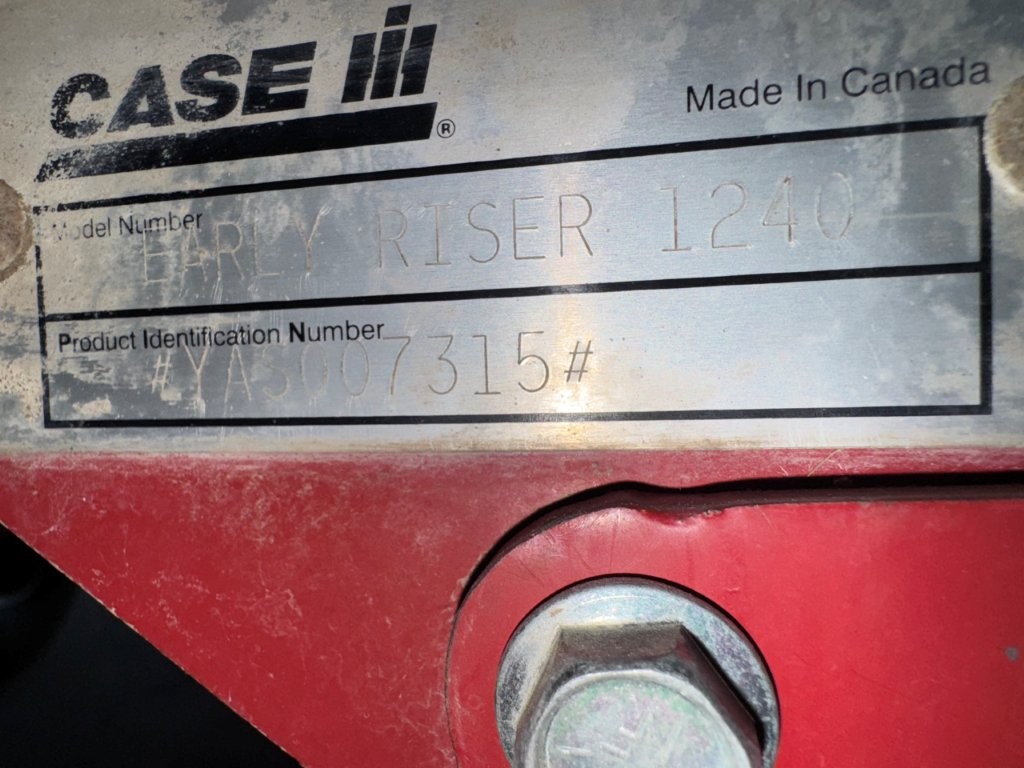 CASE IH®
Made In Canada
Model Number
EARLY RISER 1240
Product Identification Number
#YAS007315#